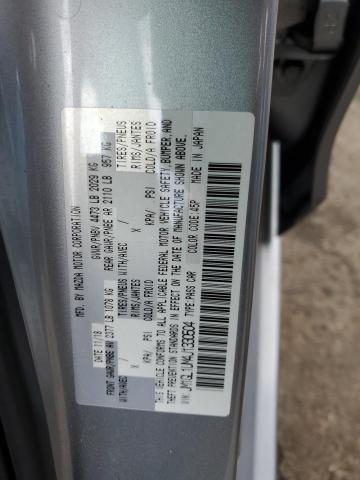 MFD. BY MAZDA MOTOR CORPORATION
DATE: 11/18 GVWR/PNBV 4473 LB 2029 KG
FRONT GAWR/PNBE AV 2377 LB 1078 KG REAR GAWR/PNBE AR 2110 LB 957 KG
WITH/AVEC / TIRES/PNEUS WITH/AVEC / TIRES/PNEUS
X RIMS/JANTES X RIMS/JANTES
KPA/ PSI COLD/A FROID KPA/ PSI COLD/A FROID
THIS VEHICLE CONFORMS TO ALL APPLICABLE FEDERAL MOTOR VEHICLE SAFETY, BUMPER, AND
THEFT PREVENTION STANDARDS IN EFFECT ON THE DATE OF MANUFACTURE SHOWN ABOVE.
MADE IN JAPAN
TYPE:PASS CAR COLOR CODE:45P